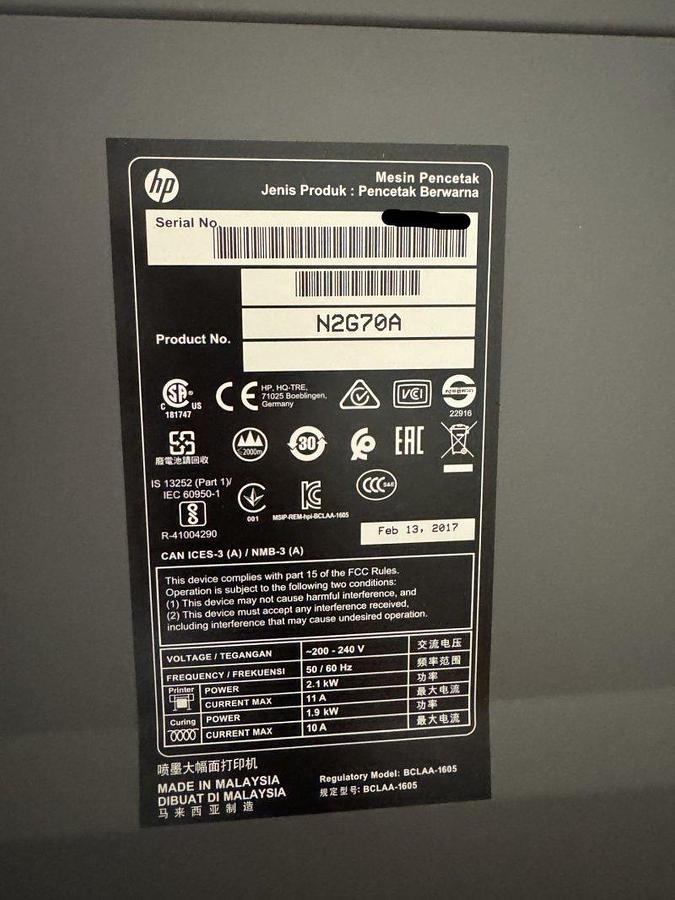 hp
Mesin Pencetak
Jenis Produk : Pencetak Berwarna
Serial No.
N2G70A
Product No.
C US
181747
CE
HP, HQ-TRE,
71025 Boeblingen,
Germany
VCI
22916
廢電池請回收
2000m
30
EAC
IS 13252 (Part 1)/
IEC 60950-1
R-41004290
001
MSIP-REM-hpi-BCLAA-1605
CCC S&E
Feb 13, 2017
CAN ICES-3 (A) / NMB-3 (A)
This device complies with part 15 of the FCC Rules.
Operation is subject to the following two conditions:
(1) This device may not cause harmful interference, and
(2) This device must accept any interference received,
including interference that may cause undesired operation.
VOLTAGE / TEGANGAN ~200 - 240 V 交流电压
FREQUENCY / FREKUENSI 50 / 60 Hz 频率范围
Printer POWER 2.1 kW 功率
CURRENT MAX 11 A 最大电流
Curing POWER 1.9 kW 功率
CURRENT MAX 10 A 最大电流
喷墨大幅面打印机
MADE IN MALAYSIA
DIBUAT DI MALAYSIA
马来西亚制造
Regulatory Model: BCLAA-1605
规定型号: BCLAA-1605